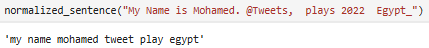 normalized_sentence("My Name is Mohamed. @Tweets,  plays 2022  Egypt_")
'my name mohamed tweet play egypt'